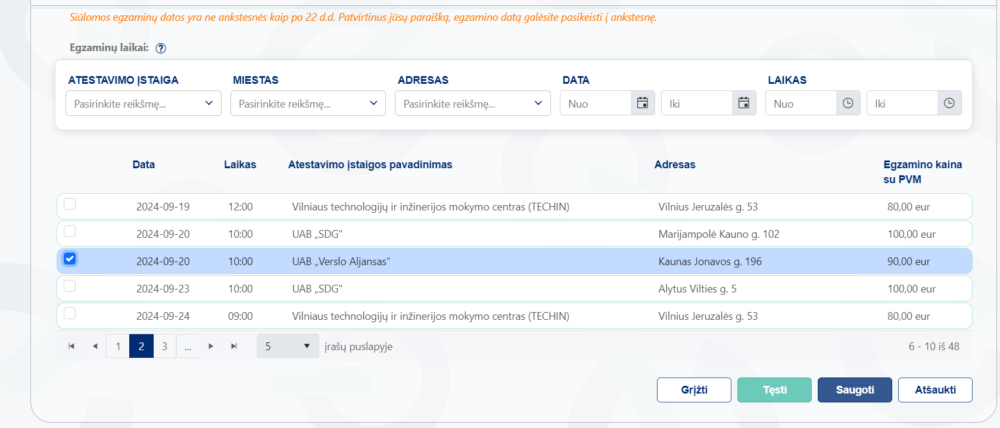 Siūlomos egzaminų datos yra ne ankstesnės kaip po 22 d.d. Patvirtinus jūsų paraišką, egzamino datą galėsite pasikeisti į ankstesnę.
Egzaminų laikai: ?
ATESTAVIMO ĮSTAIGA MIESTAS ADRESAS DATA LAIKAS
Pasirinkite reikšmę... Pasirinkite reikšmę... Pasirinkite reikšmę... Nuo Iki Nuo Iki
Data Laikas Atestavimo įstaigos pavadinimas Adresas Egzamino kaina
su PVM
2024-09-19 12:00 Vilniaus technologijų ir inžinerijos mokymo centras (TECHIN) Vilnius Jeruzalės g. 53 80,00 eur
2024-09-20 10:00 UAB „SDG" Marijampolė Kauno g. 102 100,00 eur
2024-09-20 10:00 UAB „Verslo Aljansas“ Kaunas Jonavos g. 196 90,00 eur
2024-09-23 10:00 UAB „SDG" Alytus Vilties g. 5 100,00 eur
2024-09-24 09:00 Vilniaus technologijų ir inžinerijos mokymo centras (TECHIN) Vilnius Jeruzalės g. 53 80,00 eur
1 2 3 ... 5 įrašų puslapyje 6 - 10 iš 48
Grįžti Tęsti Saugoti Atšaukti